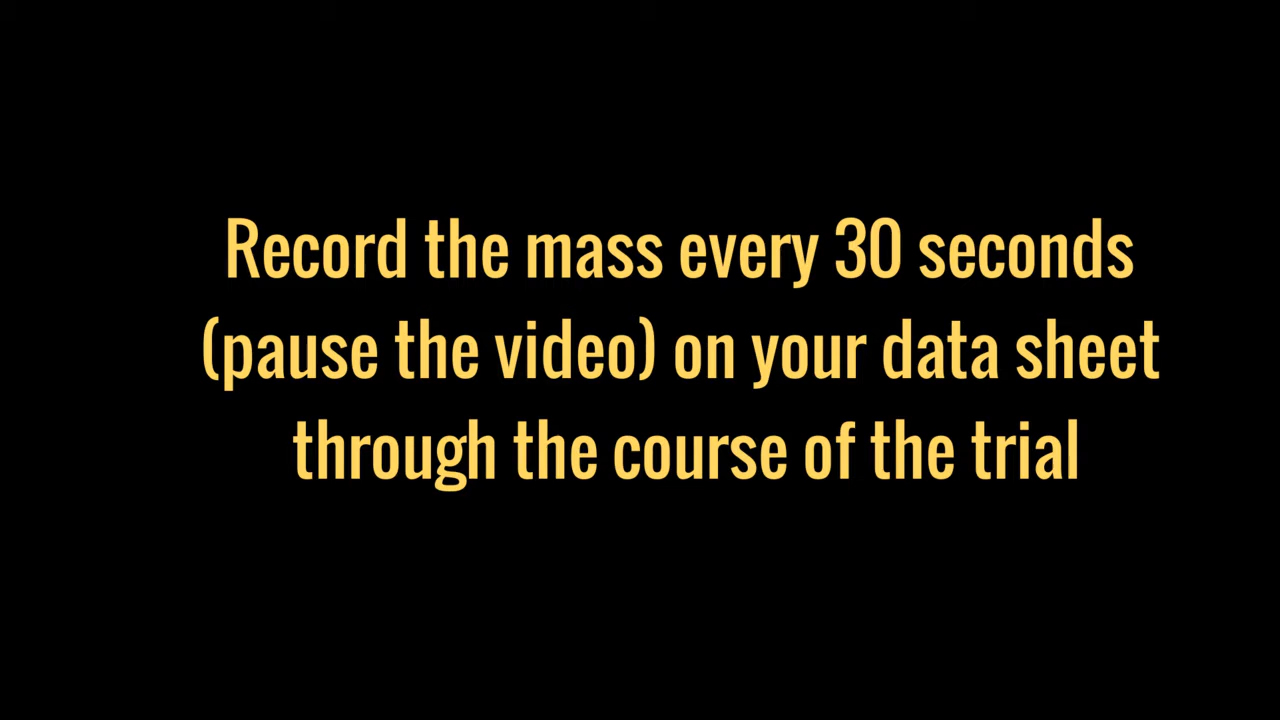 Record the mass every 30 seconds
(pause the video) on your data sheet
through the course of the trial